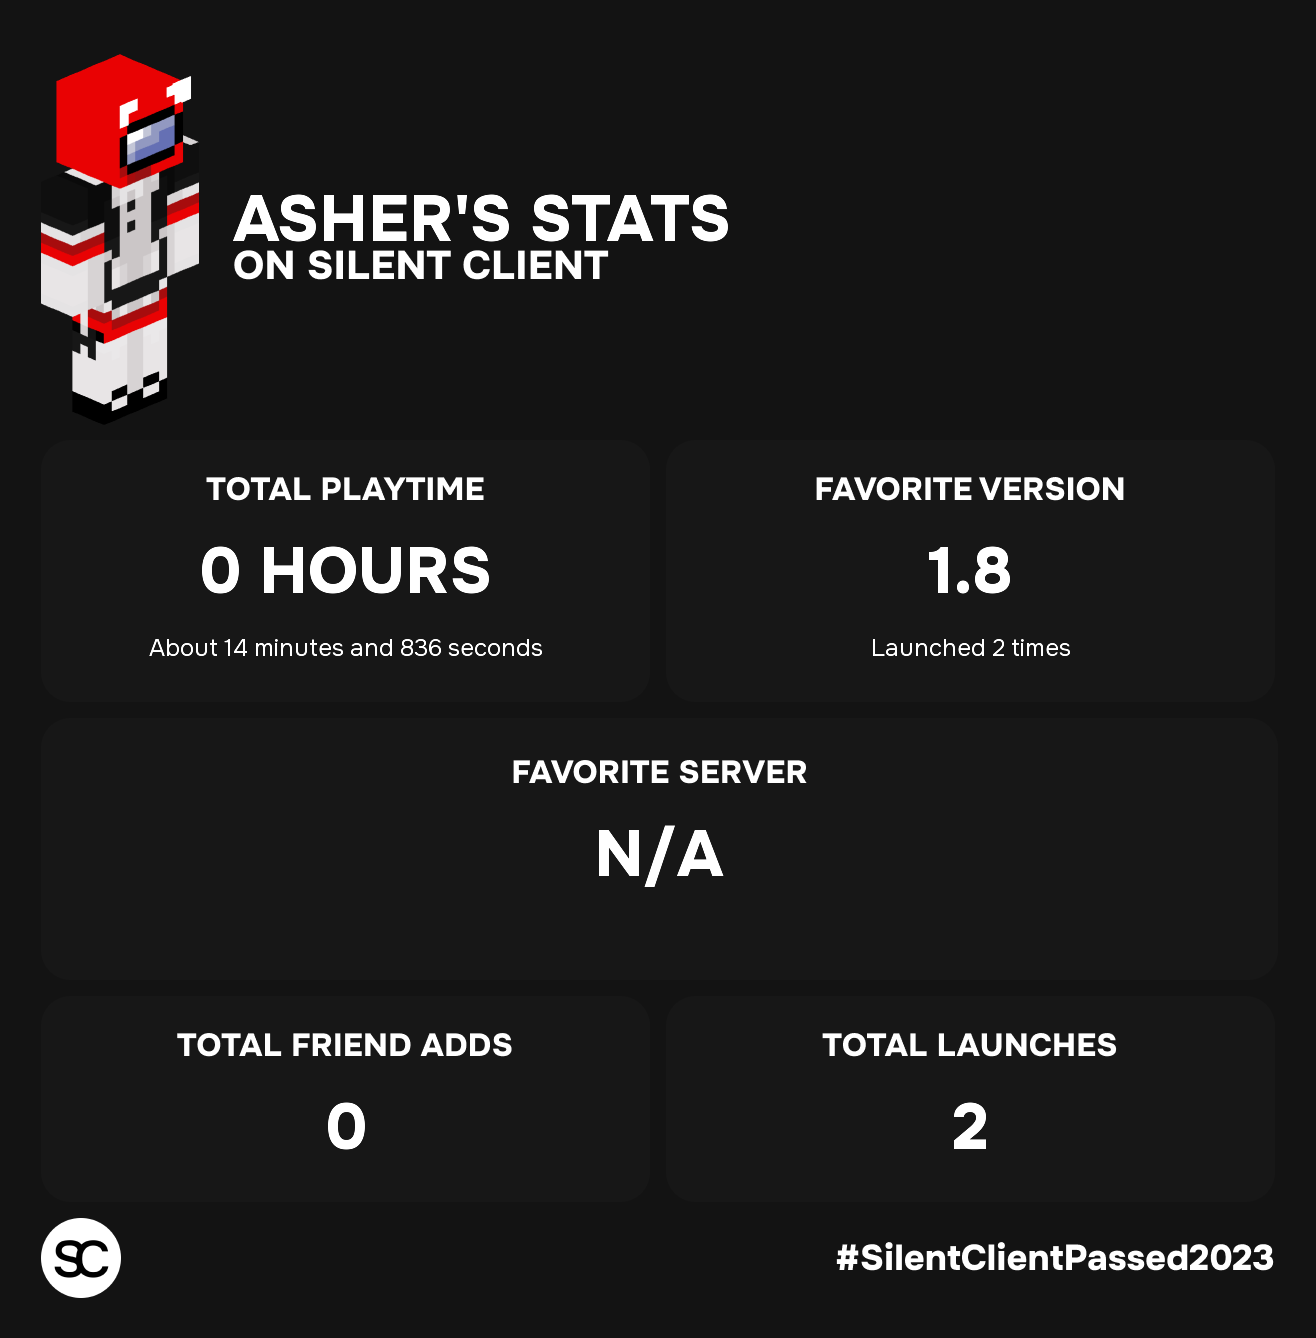 ASHER'S STATS
ON SILENT CLIENT
TOTAL PLAYTIME
0 HOURS
About 14 minutes and 836 seconds
FAVORITE VERSION
1.8
Launched 2 times
FAVORITE SERVER
N/A
TOTAL FRIEND ADDS
0
TOTAL LAUNCHES
2
SC
#SilentClientPassed2023